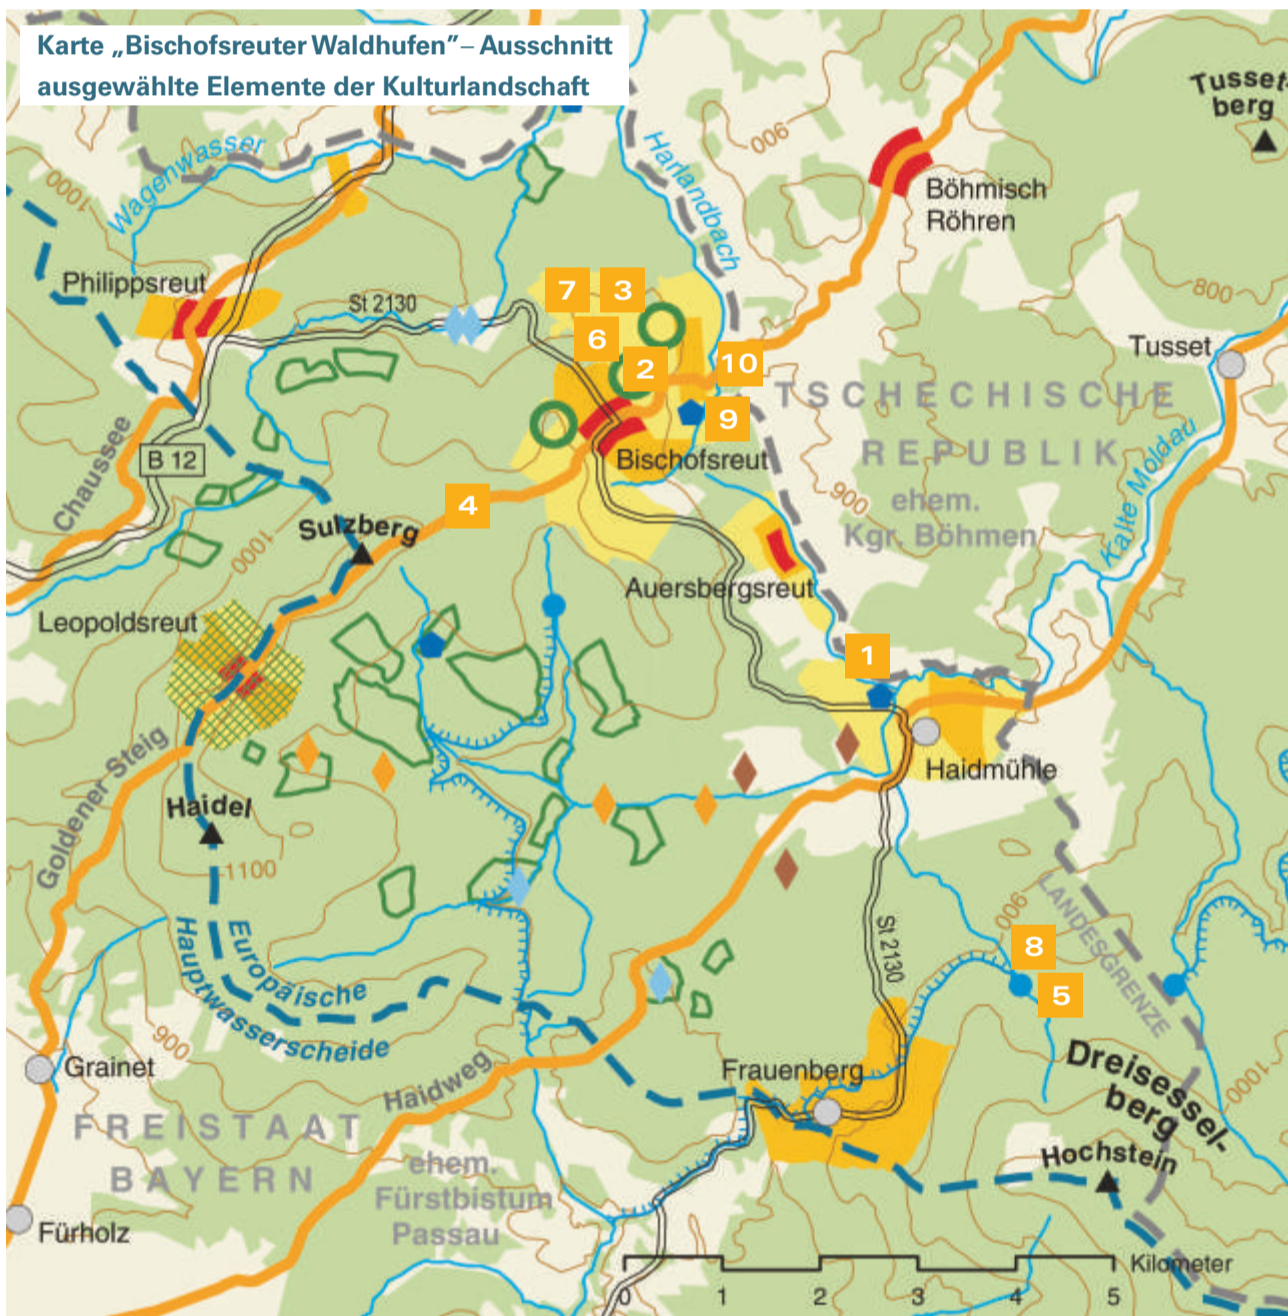 Karte „Bischofsreuter Waldhufen” – Ausschnitt
ausgewählte Elemente der Kulturlandschaft
Tusset-
berg
Wagenwasser
Harlandbach
900
1000
Böhmisch
Röhren
Philippsreut
St 2130
7
3
6
2
10
9
800
Tusset
TSCHECHISCHE
REPUBLIK
ehem.
Kgr. Böhmen
Kalte Moldau
Chaussee
B 12
Bischofsreut
4
900
Sulzberg
1000
Auersbergsreut
Leopoldsreut
1
Goldener Steig
Haidmühle
Haidel
1100
Europäische
Hauptwasserscheide
St 2130
900
8
5
LANDESGRENZE
900
Grainet
Haidweg
Frauenberg
Dreissesel-
berg
1000
FREISTAAT
BAYERN
ehem.
Fürstbistum
Passau
Hochstein
Fürholz
Kilometer
0 1 2 3 4 5